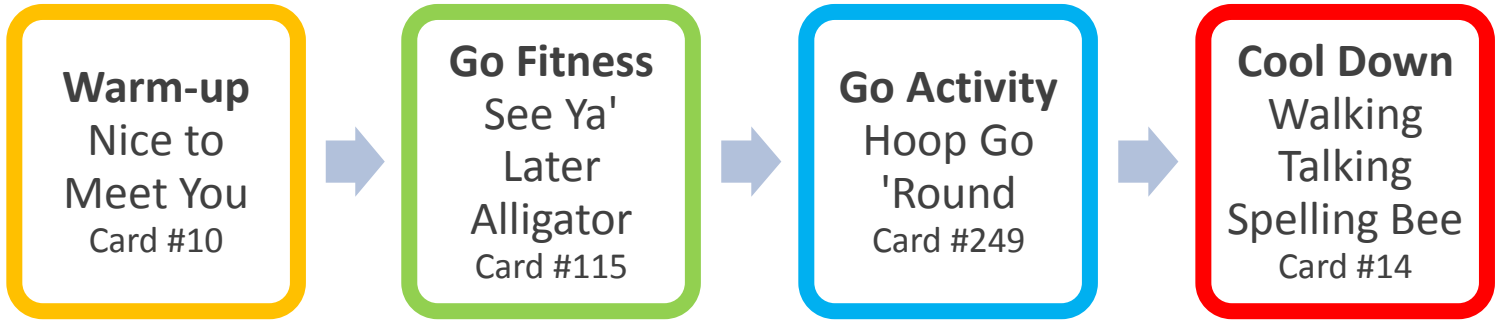 Warm-up
Nice to
Meet You
Card #10
Go Fitness
See Ya'
Later
Alligator
Card #115
Go Activity
Hoop Go
'Round
Card #249
Cool Down
Walking
Talking
Spelling Bee
Card #14